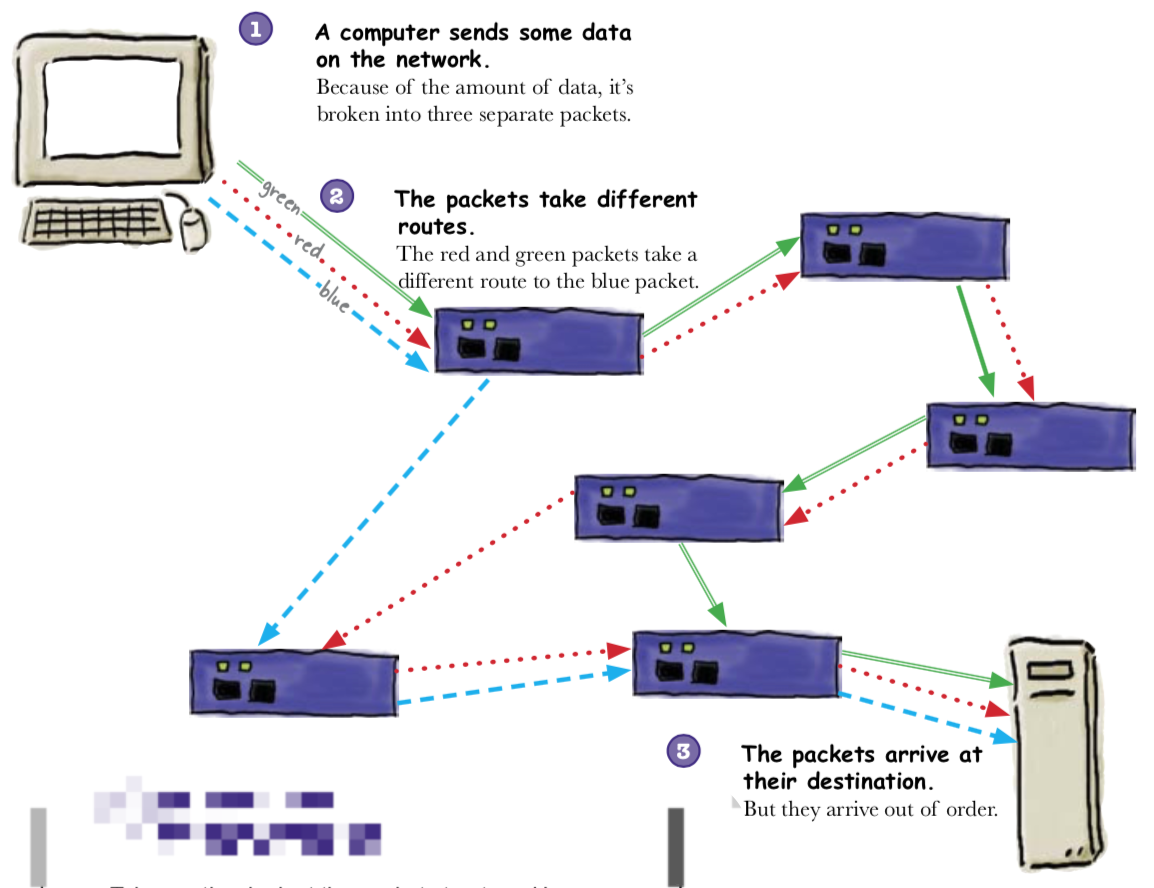 1
A computer sends some data
on the network.
Because of the amount of data, it's
broken into three separate packets.
green
red
blue
2
The packets take different
routes.
The red and green packets take a
different route to the blue packet.
3
The packets arrive at
their destination.
But they arrive out of order.